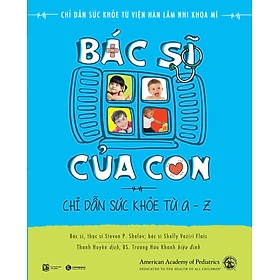 CHỈ DẪN SỨC KHỎE TỪ VIỆN HÀN LÂM NHI KHOA MĨ
BÁC SĨ
CỦA CON
CHỈ DẪN SỨC KHỎE TỪ a - z
Bác sĩ, thạc sĩ Steven P. Shelov; bác sĩ Shelly Vaziri Flais
Thanh Huyền dịch, BS. Trương Hữu Khanh hiệu đính
American Academy of Pediatrics
DEDICATED TO THE HEALTH OF ALL CHILDREN